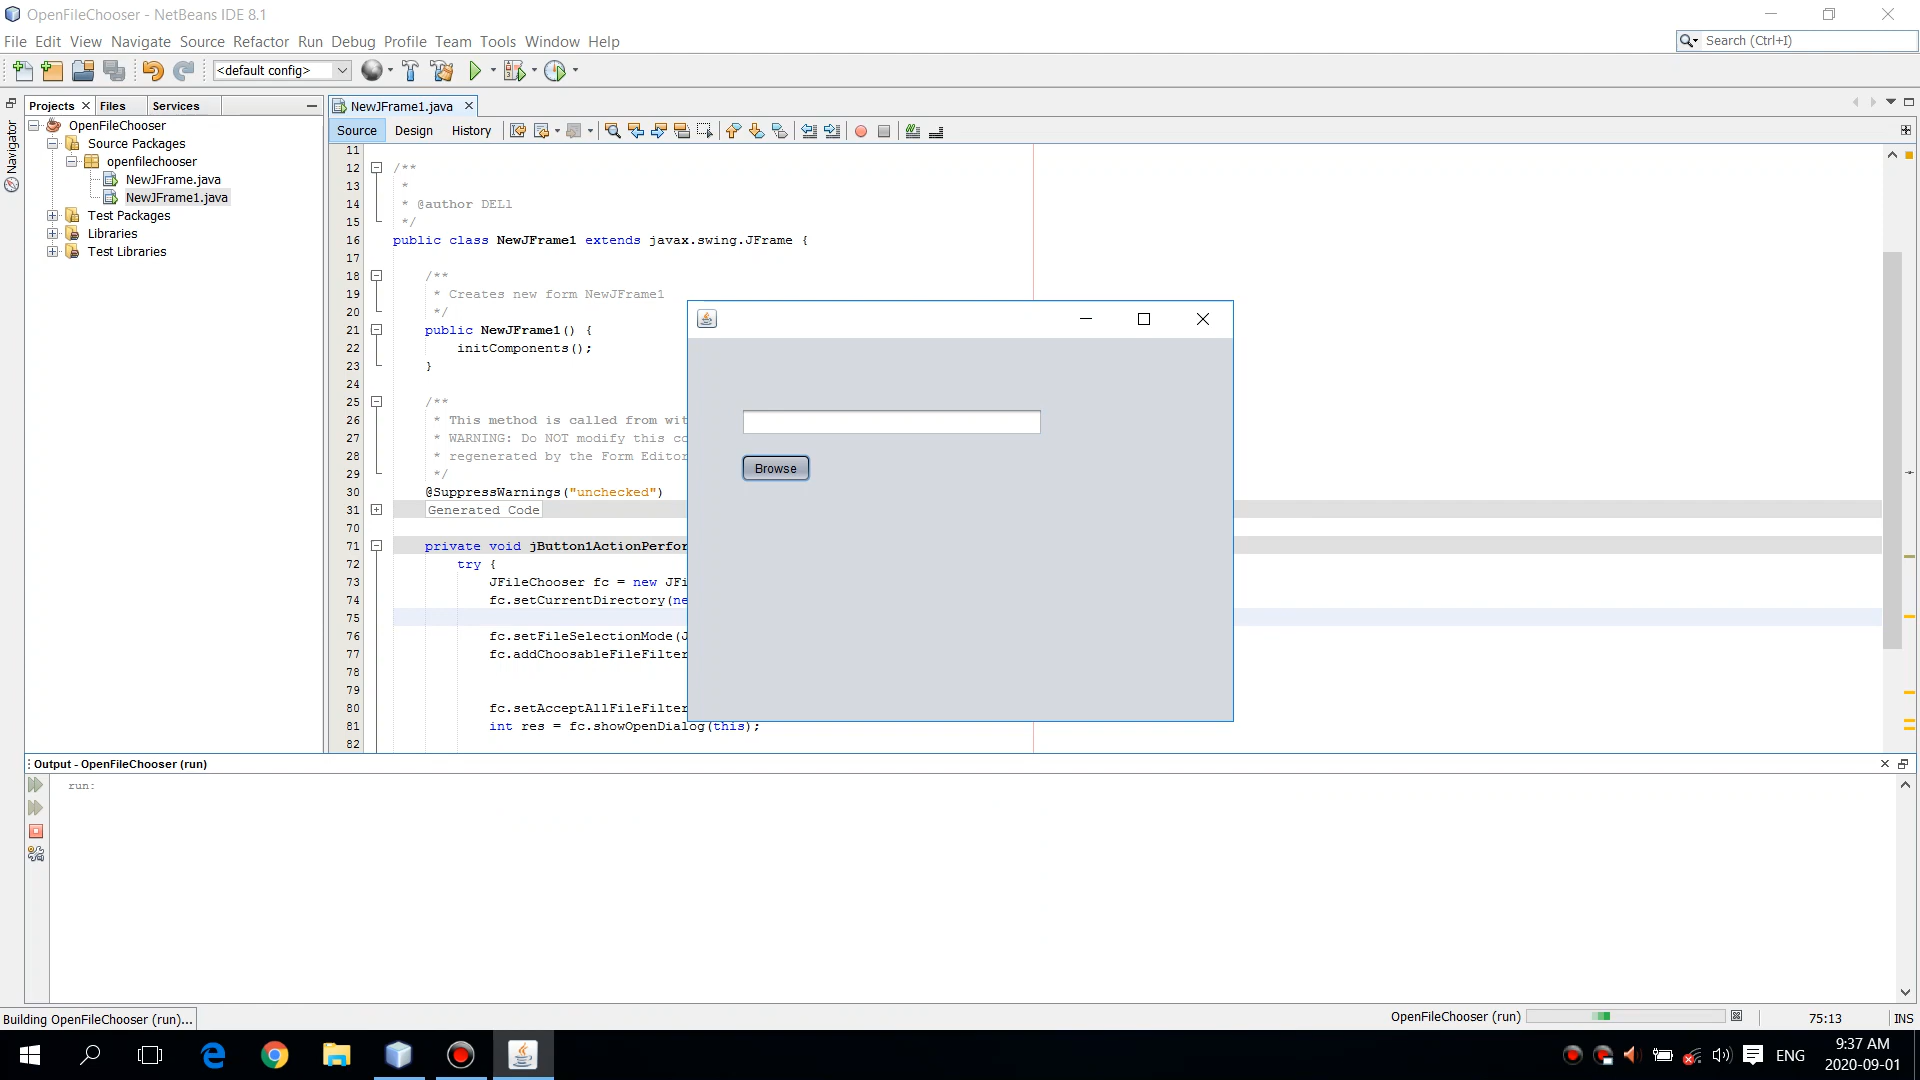 OpenFileChooser - NetBeans IDE 8.1
File Edit View Navigate Source Refactor Run Debug Profile Team Tools Window Help
Search (Ctrl+I)
<default config>
Projects Files Services
NewJFrame1.java
Navigator
Source Design History
OpenFileChooser
Source Packages
openfilechooser
NewJFrame.java
NewJFrame1.java
Test Packages
Libraries
Test Libraries
11
12 /**
13 *
14 * @author DELl
15 */
16 public class NewJFrame1 extends javax.swing.JFrame {
17
18 /**
19 * Creates new form NewJFrame1
20 */
21 public NewJFrame1() {
22 initComponents();
23 }
24
25 /**
26 * This method is called from wit
27 * WARNING: Do NOT modify this co
28 * regenerated by the Form Editor
29 */
30 @SuppressWarnings("unchecked")
31 Generated Code
70
71 private void jButton1ActionPerfor
72 try {
73 JFileChooser fc = new JFi
74 fc.setCurrentDirectory(ne
75
76 fc.setFileSelectionMode(J
77 fc.addChoosableFileFilter
78
79
80 fc.setAcceptAllFileFilter
81 int res = fc.showOpenDialog(this);
82
Browse
Output - OpenFileChooser (run)
run:
Building OpenFileChooser (run)...
OpenFileChooser (run)
75:13
INS
ENG
9:37 AM
2020-09-01